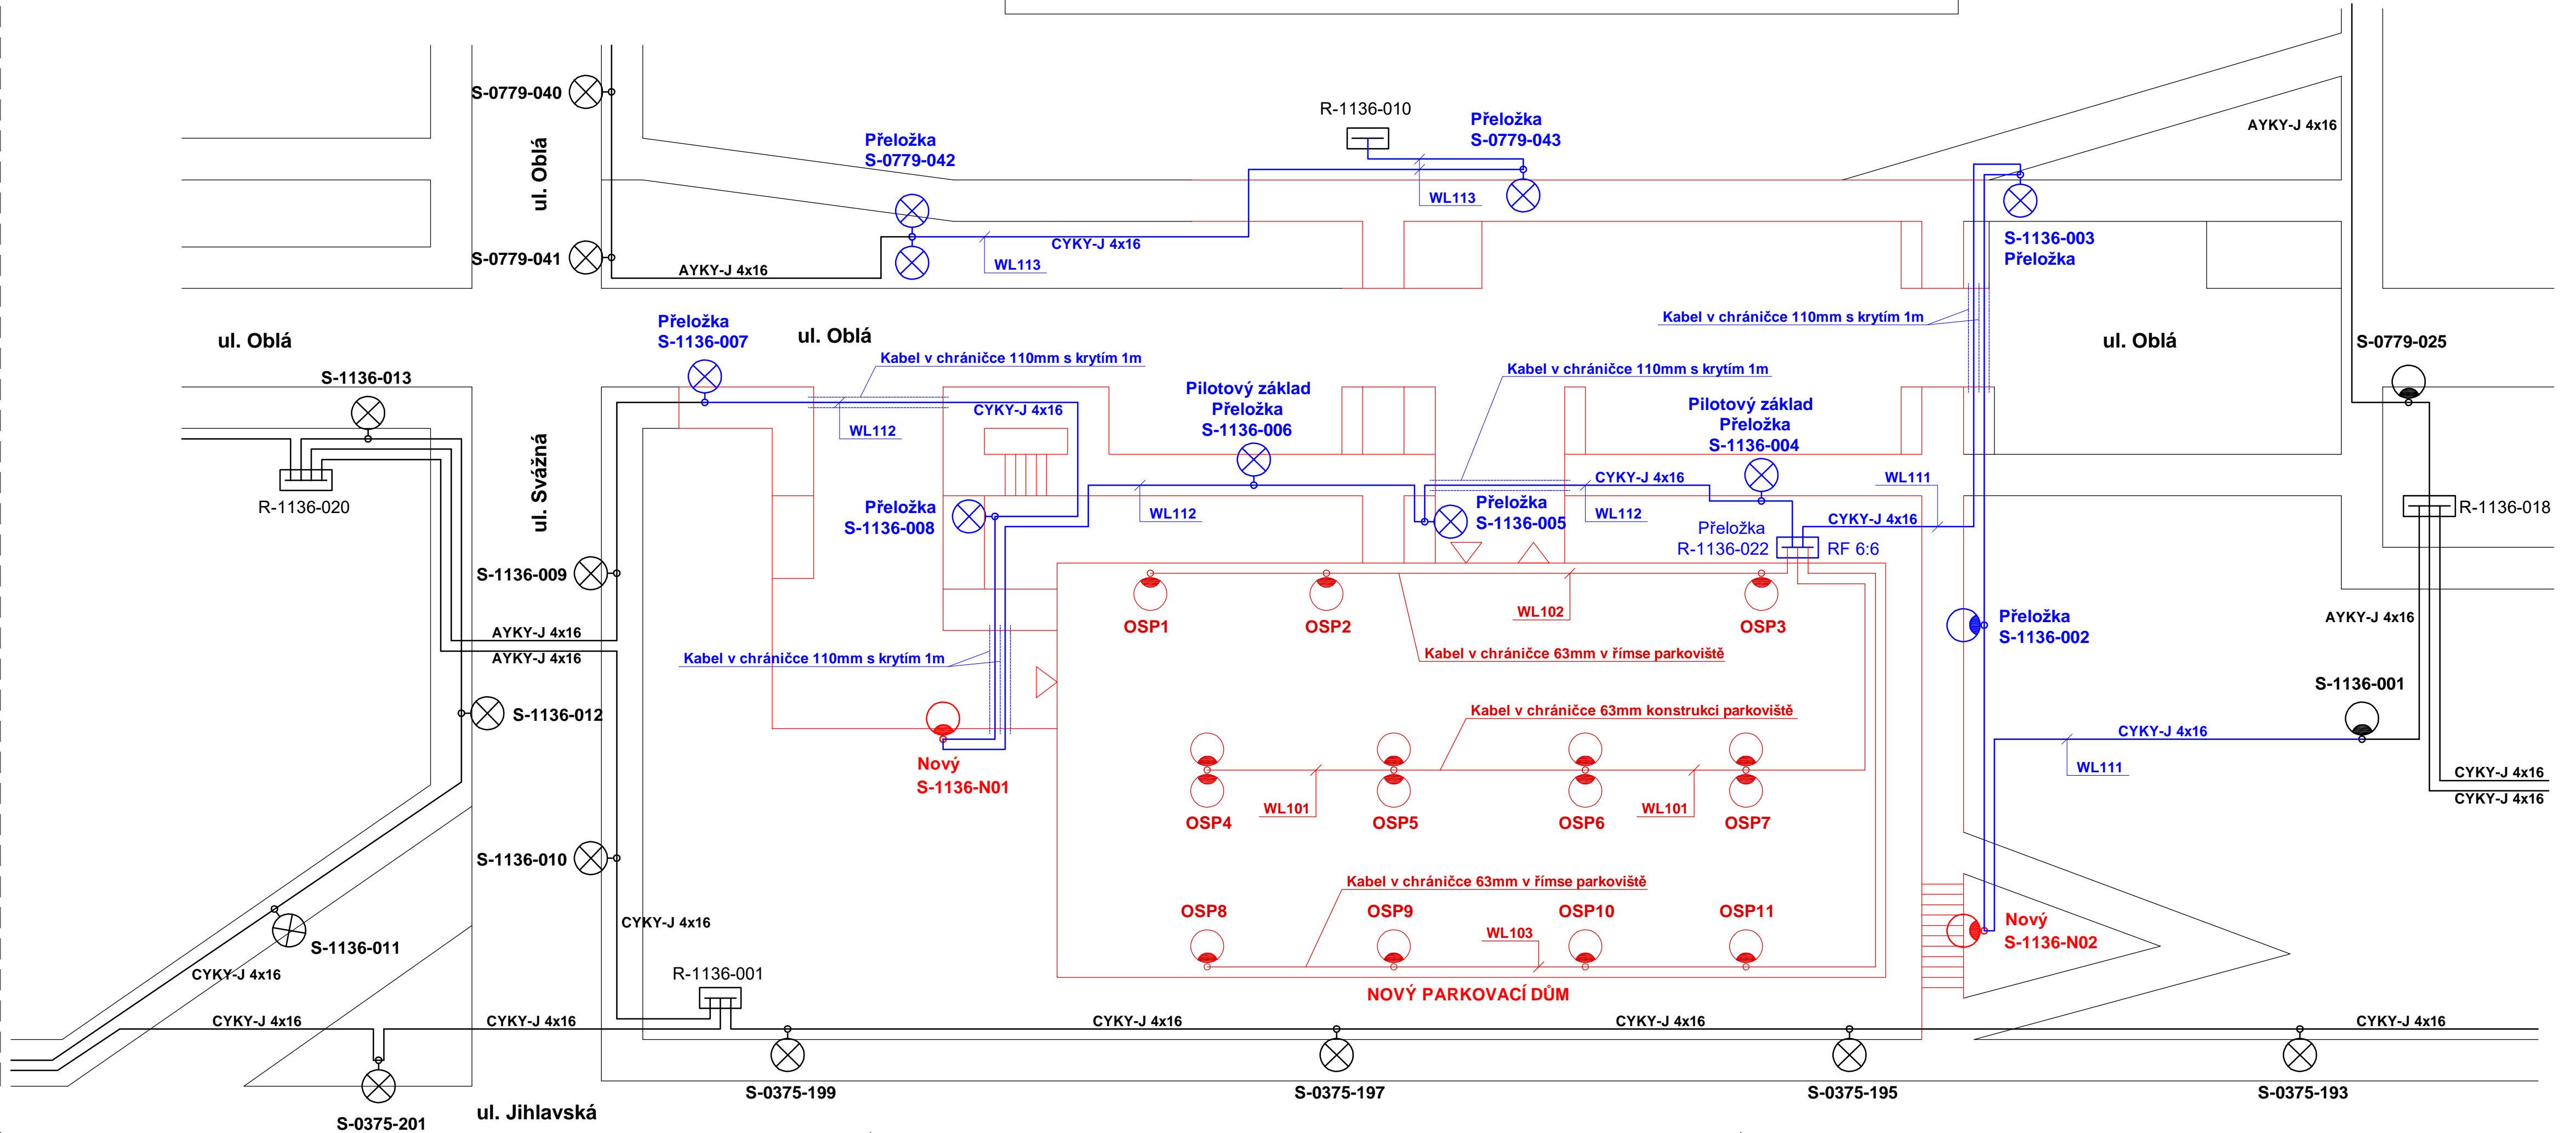 S-0779-040
ul. Oblá
S-0779-041
AYKY-J 4x16
Přeložka
S-0779-042
CYKY-J 4x16
WL113
R-1136-010
Přeložka
S-0779-043
WL113
AYKY-J 4x16
S-1136-003
Přeložka
Kabel v chráničce 110mm s krytím 1m
ul. Oblá
S-0779-025
ul. Oblá
S-1136-013
R-1136-020
ul. Svážná
Přeložka
S-1136-007
ul. Oblá
Kabel v chráničce 110mm s krytím 1m
CYKY-J 4x16
WL112
Pilotový základ
Přeložka
S-1136-006
Kabel v chráničce 110mm s krytím 1m
Pilotový základ
Přeložka
S-1136-004
CYKY-J 4x16
WL111
Přeložka
S-1136-008
WL112
Přeložka
S-1136-005
WL112
Přeložka
R-1136-022
RF 6:6
CYKY-J 4x16
R-1136-018
S-1136-009
AYKY-J 4x16
AYKY-J 4x16
OSP1
OSP2
WL102
OSP3
Přeložka
S-1136-002
AYKY-J 4x16
Kabel v chráničce 110mm s krytím 1m
Kabel v chráničce 63mm v římse parkoviště
S-1136-001
S-1136-012
Kabel v chráničce 63mm konstrukci parkoviště
CYKY-J 4x16
WL111
Nový
S-1136-N01
CYKY-J 4x16
CYKY-J 4x16
WL101
WL101
OSP4
OSP5
OSP6
OSP7
S-1136-010
Kabel v chráničce 63mm v římse parkoviště
CYKY-J 4x16
OSP8
OSP9
OSP10
OSP11
WL103
Nový
S-1136-N02
S-1136-011
CYKY-J 4x16
R-1136-001
NOVÝ PARKOVACÍ DŮM
CYKY-J 4x16
CYKY-J 4x16
CYKY-J 4x16
CYKY-J 4x16
CYKY-J 4x16
S-0375-199
S-0375-197
S-0375-195
S-0375-193
S-0375-201
ul. Jihlavská